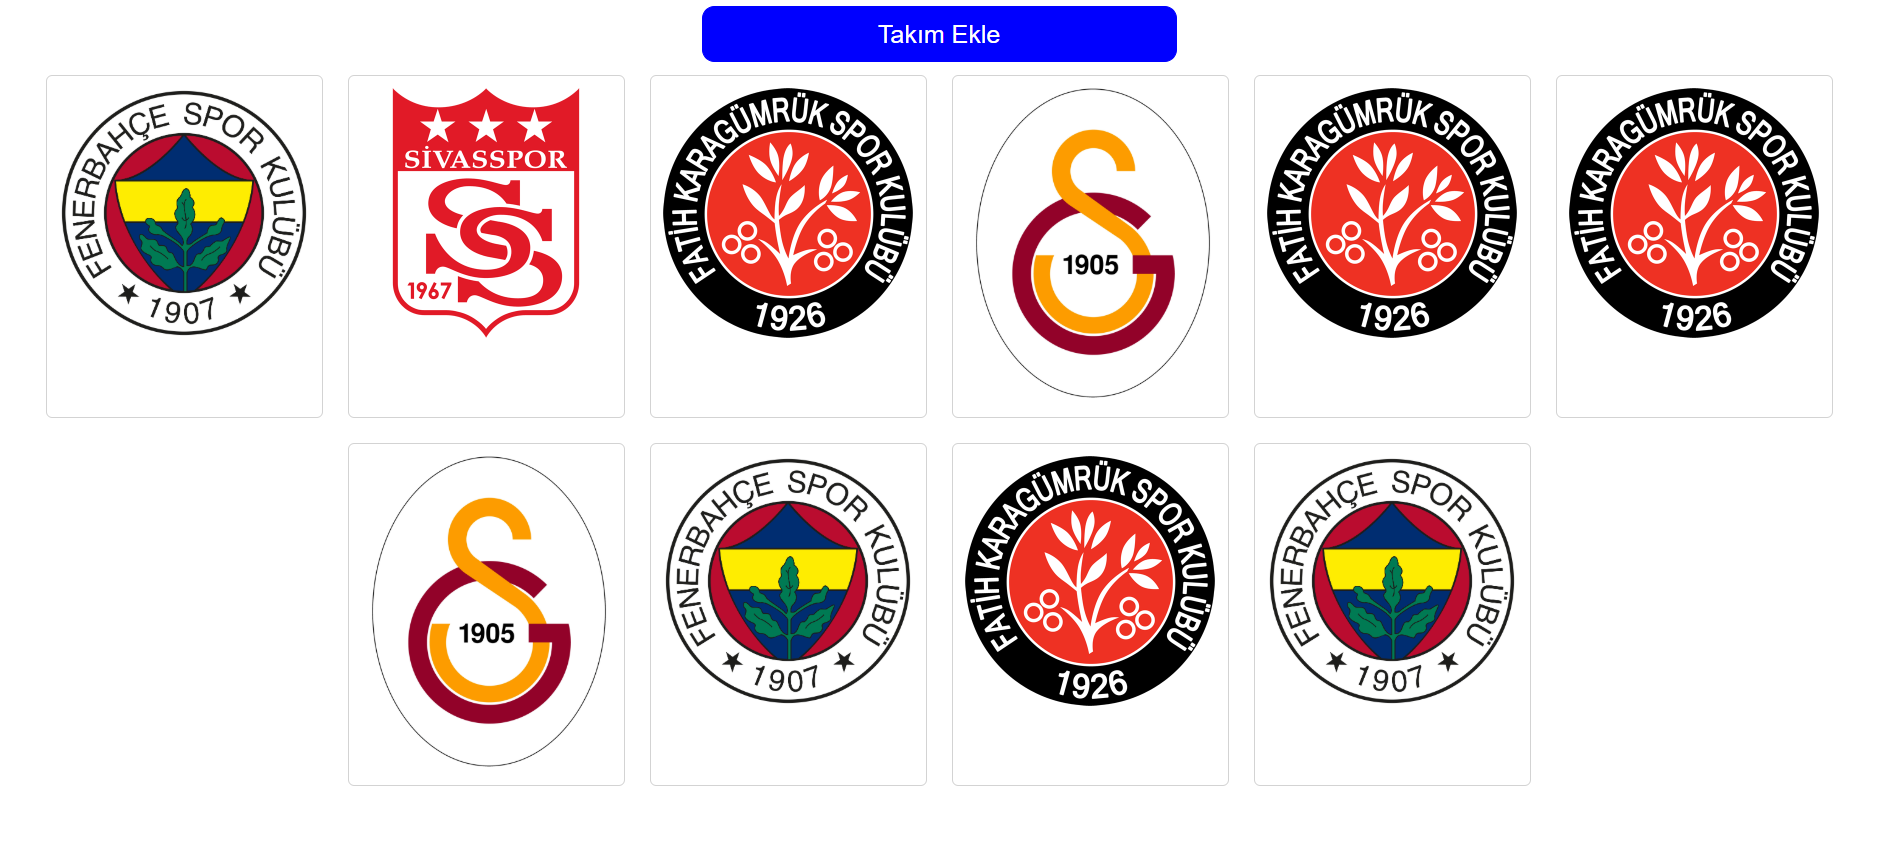 Takım Ekle
FENERBAHÇE SPOR KULÜBÜ
1907
SİVASSPOR
1967
FATİH KARAGÜMRÜK SPOR KULÜBÜ
1926
1905
FATİH KARAGÜMRÜK SPOR KULÜBÜ
1926
FATİH KARAGÜMRÜK SPOR KULÜBÜ
1926
1905
FENERBAHÇE SPOR KULÜBÜ
1907
FATİH KARAGÜMRÜK SPOR KULÜBÜ
1926
FENERBAHÇE SPOR KULÜBÜ
1907